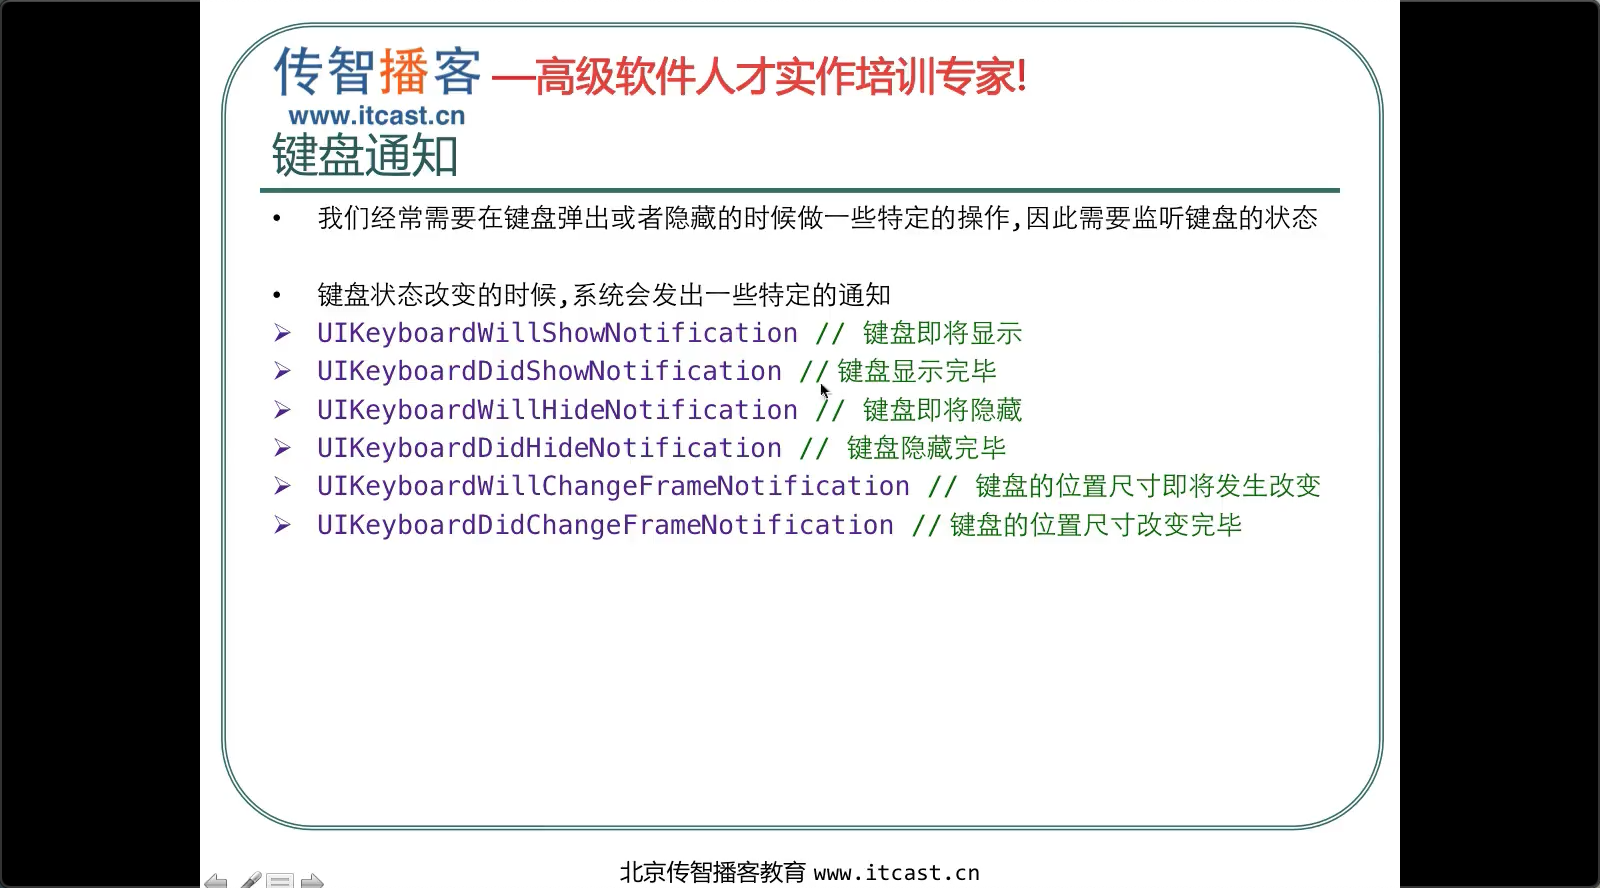 传智播客 —高级软件人才实作培训专家!
www.itcast.cn
键盘通知
• 我们经常需要在键盘弹出或者隐藏的时候做一些特定的操作,因此需要监听键盘的状态
• 键盘状态改变的时候,系统会发出一些特定的通知
➢ UIKeyboardWillShowNotification // 键盘即将显示
➢ UIKeyboardDidShowNotification //键盘显示完毕
➢ UIKeyboardWillHideNotification // 键盘即将隐藏
➢ UIKeyboardDidHideNotification // 键盘隐藏完毕
➢ UIKeyboardWillChangeFrameNotification // 键盘的位置尺寸即将发生改变
➢ UIKeyboardDidChangeFrameNotification //键盘的位置尺寸改变完毕
北京传智播客教育 www.itcast.cn